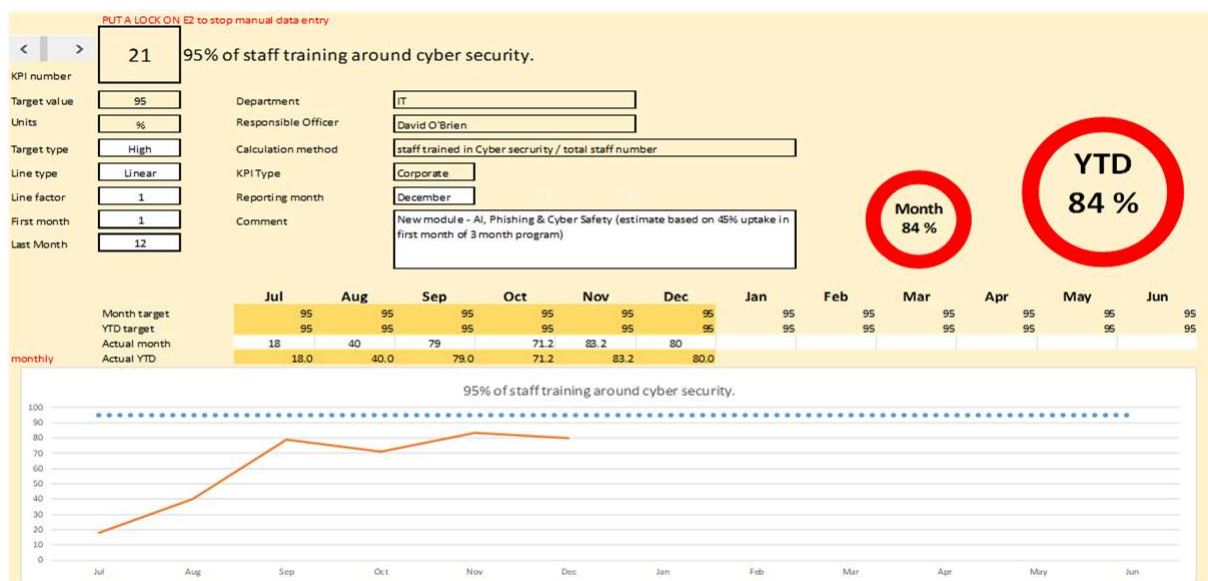 PUT A LOCK ON E2 to stop manual data entry
< >
21 95% of staff training around cyber security.
KPI number
Target value 95 Department IT
Units % Responsible Officer David O'Brien
Target type High Calculation method staff trained in Cyber secrurity / total staff number
Line type Linear KPI Type Corporate
Line factor 1 Reporting month December
First month 1 Comment New module - AI, Phishing & Cyber Safety (estimate based on 45% uptake in
first month of 3 month program)
Last Month 12
Month
84 %
YTD
84 %
Jul Aug Sep Oct Nov Dec Jan Feb Mar Apr May Jun
Month target 95 95 95 95 95 95 95 95 95 95 95 95
YTD target 95 95 95 95 95 95 95 95 95 95 95 95
Actual month 18 40 79 71.2 83.2 80
monthly Actual YTD 18.0 40.0 79.0 71.2 83.2 80.0
95% of staff training around cyber security.
100
90
80
70
60
50
40
30
20
10
0
Jul Aug Sep Oct Nov Dec Jan Feb Mar Apr May Jun